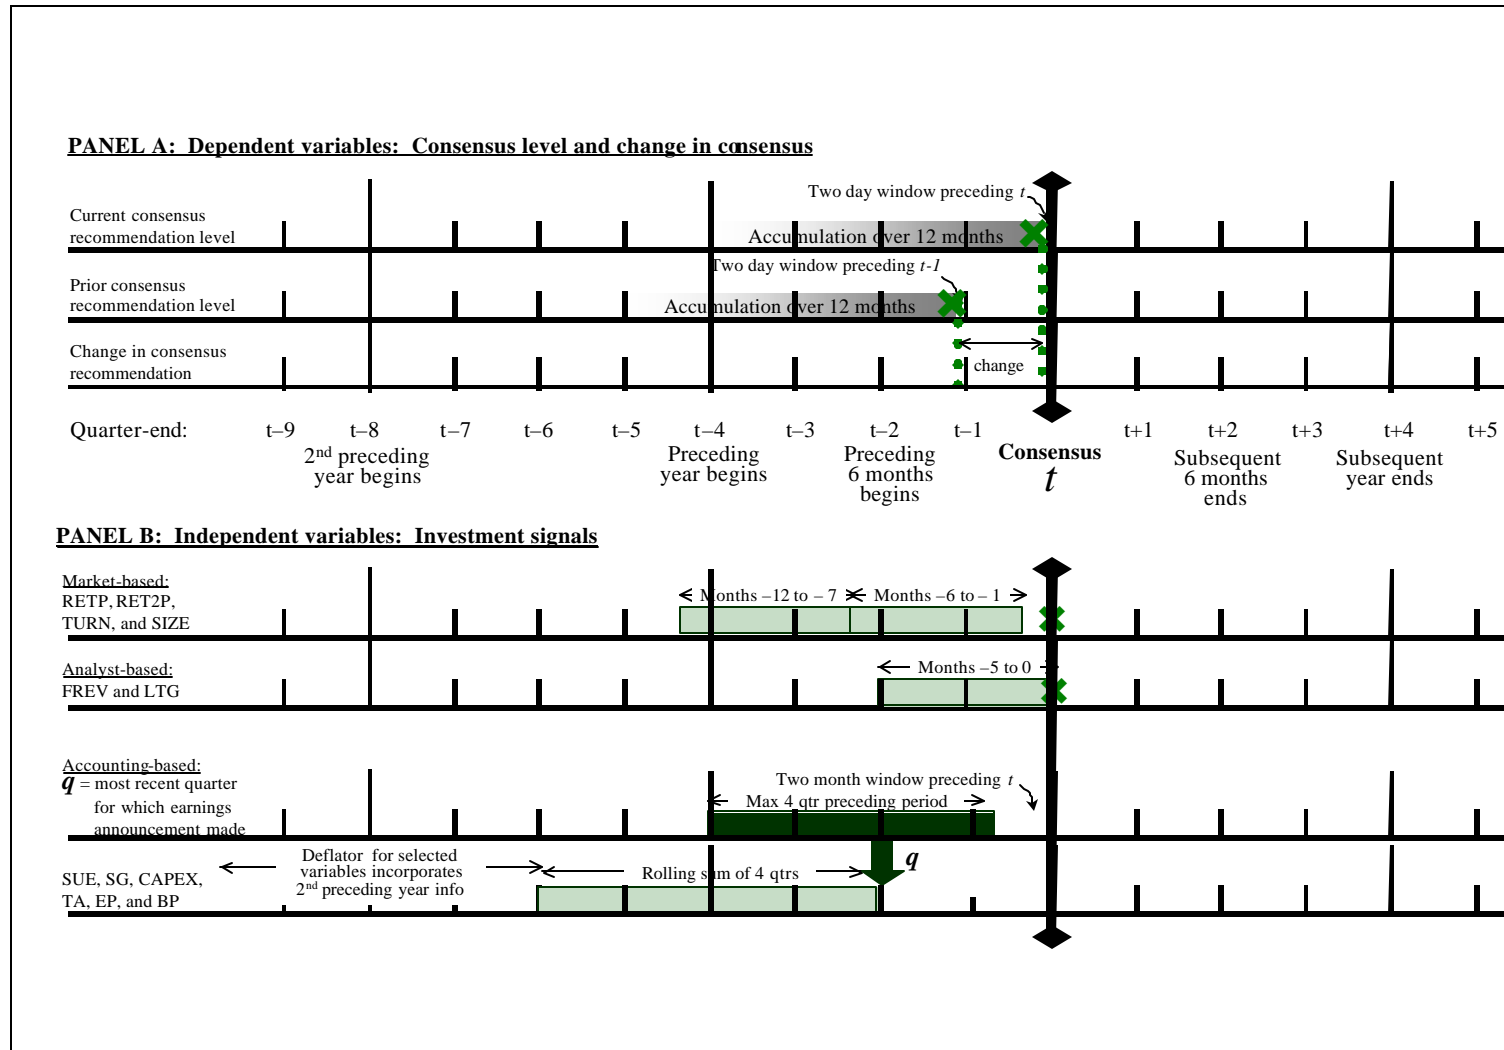 PANEL A:  Dependent variables:  Consensus level and change in consensus
Two day window preceding t
Current consensus
recommendation level
Accumulation over 12 months
Two day window preceding t-1
Prior consensus
recommendation level
Accumulation over 12 months
Change in consensus
recommendation
change
Quarter-end: t–9 t–8 t–7 t–6 t–5 t–4 t–3 t–2 t–1 t+1 t+2 t+3 t+4 t+5
2nd preceding
year begins
Preceding
year begins
Preceding
6 months
begins
Consensus
t
Subsequent
6 months
ends
Subsequent
year ends
PANEL B:  Independent variables:  Investment signals
Market-based:
RETP, RET2P,
TURN, and SIZE
Months –12 to – 7
Months –6 to – 1
Analyst-based:
FREV and LTG
Months –5 to 0
Accounting-based:
q = most recent quarter
for which earnings
announcement made
Two month window preceding t
Max 4 qtr preceding period
SUE, SG, CAPEX,
TA, EP, and BP
Deflator for selected
variables incorporates
2nd preceding year info
Rolling sum of 4 qtrs
q